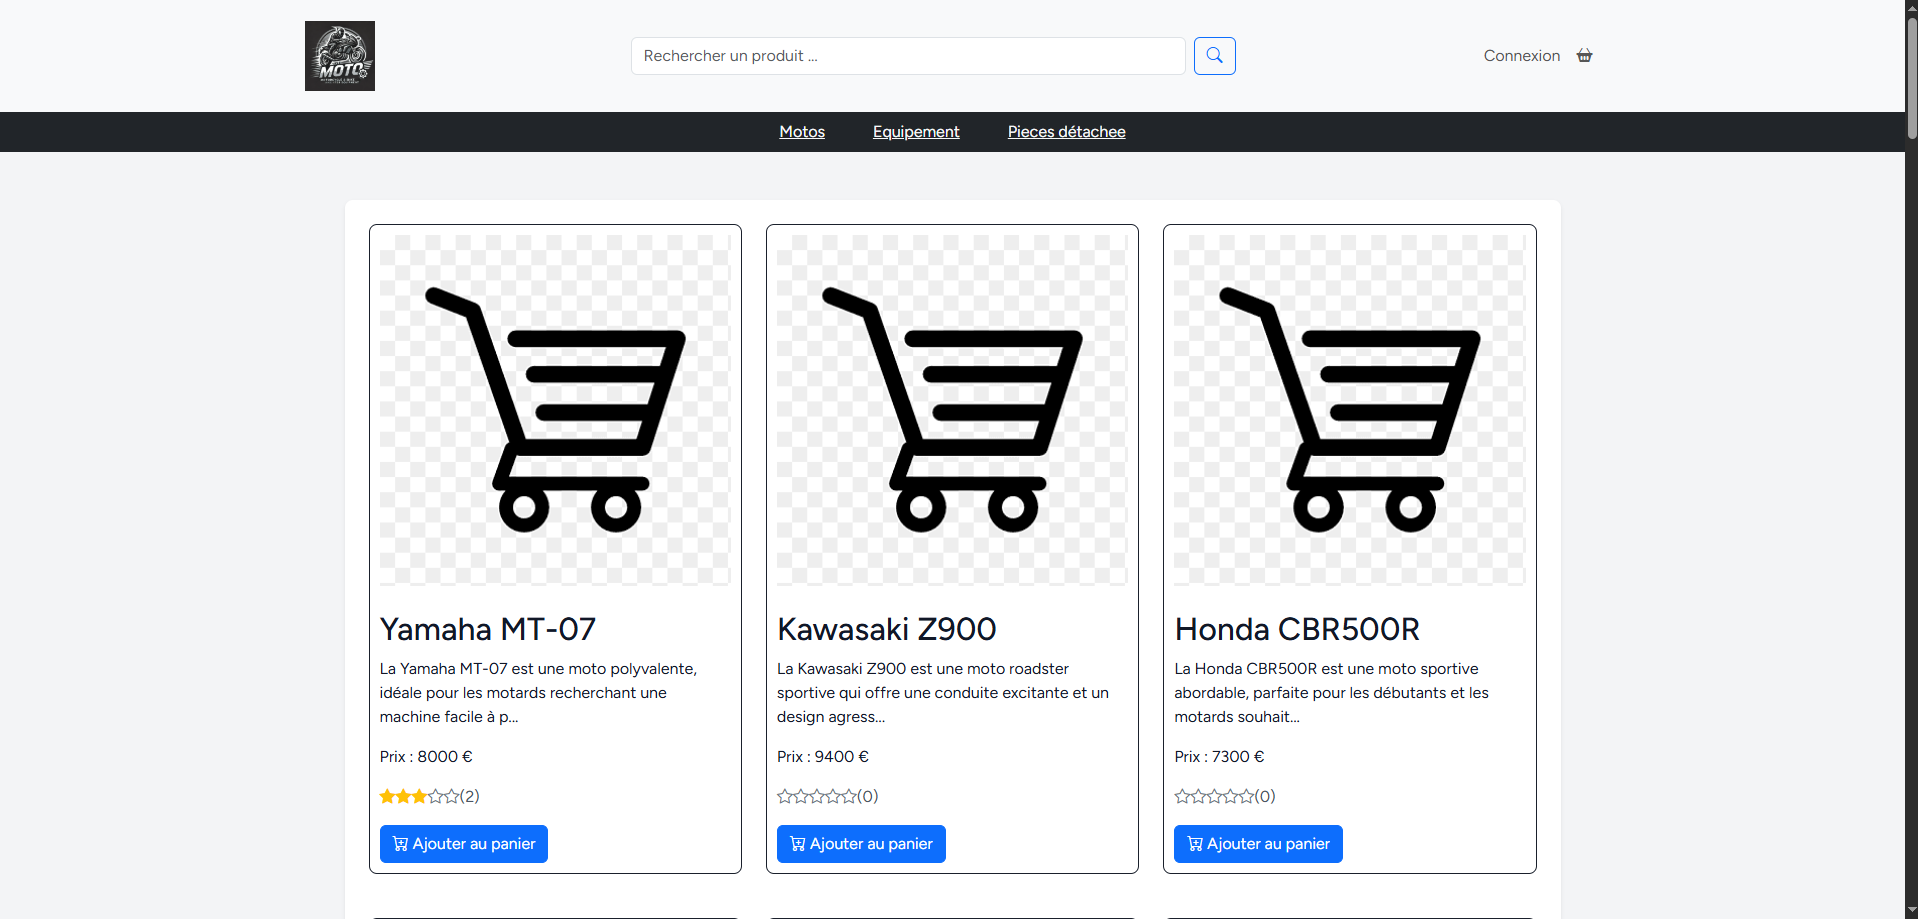 MOTO
Rechercher un produit ...
Connexion
Motos
Equipement
Pieces détachee
Yamaha MT-07
La Yamaha MT-07 est une moto polyvalente,
idéale pour les motards recherchant une
machine facile à p...
Prix : 8000 €
(2)
Ajouter au panier
Kawasaki Z900
La Kawasaki Z900 est une moto roadster
sportive qui offre une conduite excitante et un
design agress...
Prix : 9400 €
(0)
Ajouter au panier
Honda CBR500R
La Honda CBR500R est une moto sportive
abordable, parfaite pour les débutants et les
motards souhait...
Prix : 7300 €
(0)
Ajouter au panier